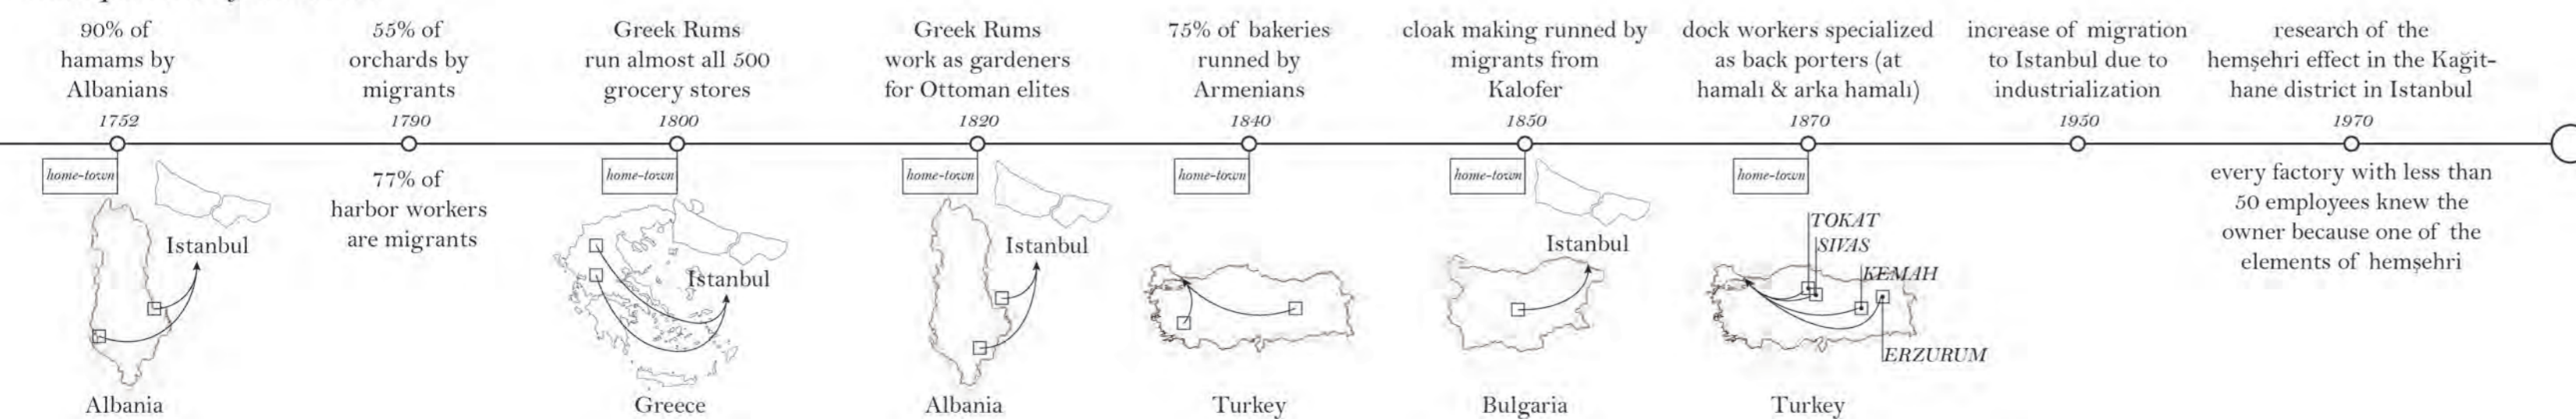 90% of
hamams by
Albanians
1752
home-town
Istanbul
Albania
55% of
orchards by
migrants
1790
77% of
harbor workers
are migrants
Greek Rums
run almost all 500
grocery stores
1800
home-town
Istanbul
Greece
Greek Rums
work as gardeners
for Ottoman elites
1820
home-town
Istanbul
Albania
75% of bakeries
runned by
Armenians
1840
home-town
Turkey
cloak making runned by
migrants from
Kalofer
1850
home-town
Istanbul
Bulgaria
dock workers specialized
as back porters (at
hamalı & arka hamalı)
1870
home-town
TOKAT
SIVAS
KEMAH
ERZURUM
Turkey
increase of migration
to Istanbul due to
industrialization
1950
research of the
hemşehri effect in the Kağit-
hane district in Istanbul
1970
every factory with less than
50 employees knew the
owner because one of the
elements of hemşehri